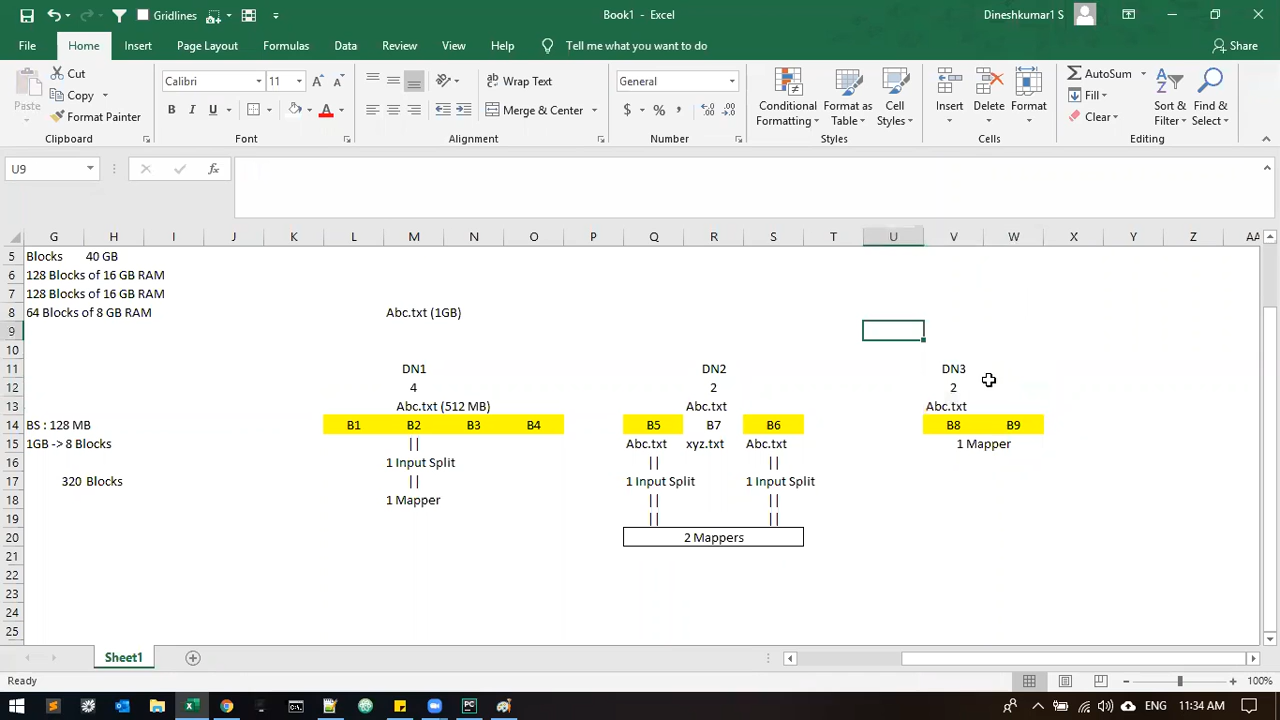 Gridlines
Book1 - Excel
Dineshkumar1 S
File Home Insert Page Layout Formulas Data Review View Help Tell me what you want to do Share
Paste
Cut
Copy
Format Painter
Clipboard
Calibri 11
B I U A
Font
Wrap Text
Merge & Center
Alignment
General
$ % ,
Number
Conditional Formatting
Format as Table
Cell Styles
Styles
Insert Delete Format
Cells
AutoSum
Fill
Clear
Sort & Filter
Find & Select
Editing
U9
fx
G H I J K L M N O P Q R S T U V W X Y Z AA
5 Blocks 40 GB
6 128 Blocks of 16 GB RAM
7 128 Blocks of 16 GB RAM
8 64 Blocks of 8 GB RAM Abc.txt (1GB)
9
10
11 DN1 DN2 DN3
12 4 2 2
13 Abc.txt (512 MB) Abc.txt Abc.txt
14 BS : 128 MB B1 B2 B3 B4 B5 B7 B6 B8 B9
15 1GB -> 8 Blocks || Abc.txt xyz.txt Abc.txt 1 Mapper
16 1 Input Split || ||
17 320 Blocks || 1 Input Split 1 Input Split
18 1 Mapper || ||
19 || ||
20 2 Mappers
21
22
23
24
25
Sheet1
Ready
100%
ENG 11:34 AM